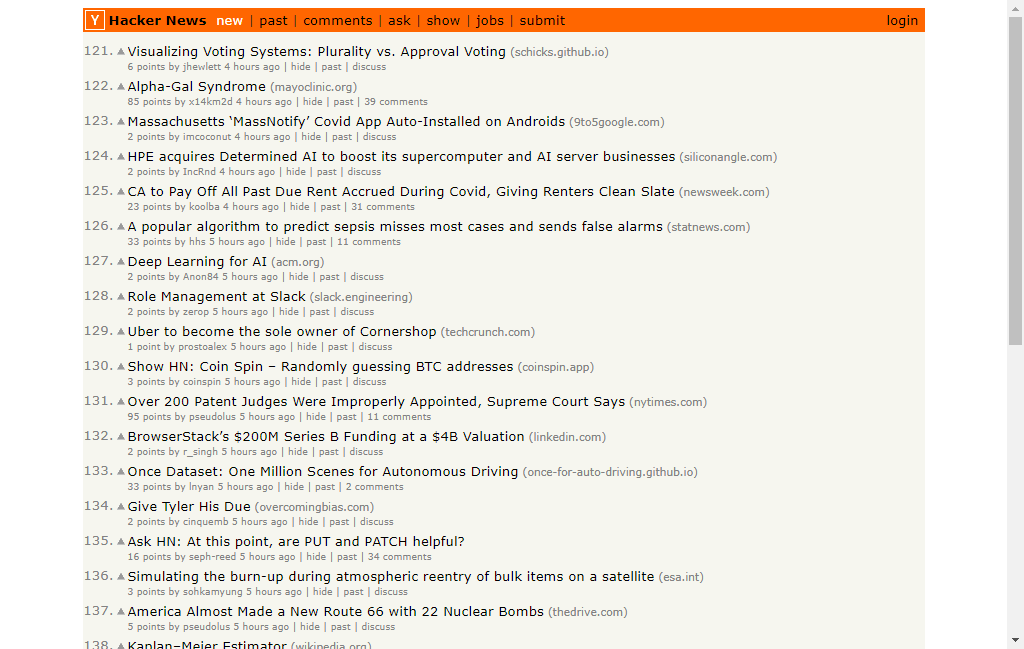 Y Hacker News new | past | comments | ask | show | jobs | submit login
121. Visualizing Voting Systems: Plurality vs. Approval Voting (schicks.github.io)
6 points by jhewlett 4 hours ago | hide | past | discuss
122. Alpha-Gal Syndrome (mayoclinic.org)
85 points by x14km2d 4 hours ago | hide | past | 39 comments
123. Massachusetts ‘MassNotify’ Covid App Auto-Installed on Androids (9to5google.com)
2 points by imcoconut 4 hours ago | hide | past | discuss
124. HPE acquires Determined AI to boost its supercomputer and AI server businesses (siliconangle.com)
2 points by IncRnd 4 hours ago | hide | past | discuss
125. CA to Pay Off All Past Due Rent Accrued During Covid, Giving Renters Clean Slate (newsweek.com)
23 points by koolba 4 hours ago | hide | past | 31 comments
126. A popular algorithm to predict sepsis misses most cases and sends false alarms (statnews.com)
33 points by hhs 5 hours ago | hide | past | 11 comments
127. Deep Learning for AI (acm.org)
2 points by Anon84 5 hours ago | hide | past | discuss
128. Role Management at Slack (slack.engineering)
2 points by zerop 5 hours ago | hide | past | discuss
129. Uber to become the sole owner of Cornershop (techcrunch.com)
1 point by prostoalex 5 hours ago | hide | past | discuss
130. Show HN: Coin Spin – Randomly guessing BTC addresses (coinspin.app)
3 points by coinspin 5 hours ago | hide | past | discuss
131. Over 200 Patent Judges Were Improperly Appointed, Supreme Court Says (nytimes.com)
95 points by pseudolus 5 hours ago | hide | past | 11 comments
132. BrowserStack’s $200M Series B Funding at a $4B Valuation (linkedin.com)
2 points by r_singh 5 hours ago | hide | past | discuss
133. Once Dataset: One Million Scenes for Autonomous Driving (once-for-auto-driving.github.io)
33 points by lnyan 5 hours ago | hide | past | 2 comments
134. Give Tyler His Due (overcomingbias.com)
2 points by cinquemb 5 hours ago | hide | past | discuss
135. Ask HN: At this point, are PUT and PATCH helpful?
16 points by seph-reed 5 hours ago | hide | past | 34 comments
136. Simulating the burn-up during atmospheric reentry of bulk items on a satellite (esa.int)
3 points by sohkamyung 5 hours ago | hide | past | discuss
137. America Almost Made a New Route 66 with 22 Nuclear Bombs (thedrive.com)
5 points by pseudolus 5 hours ago | hide | past | discuss
138. Kaplan–Meier Estimator (wikipedia.org)